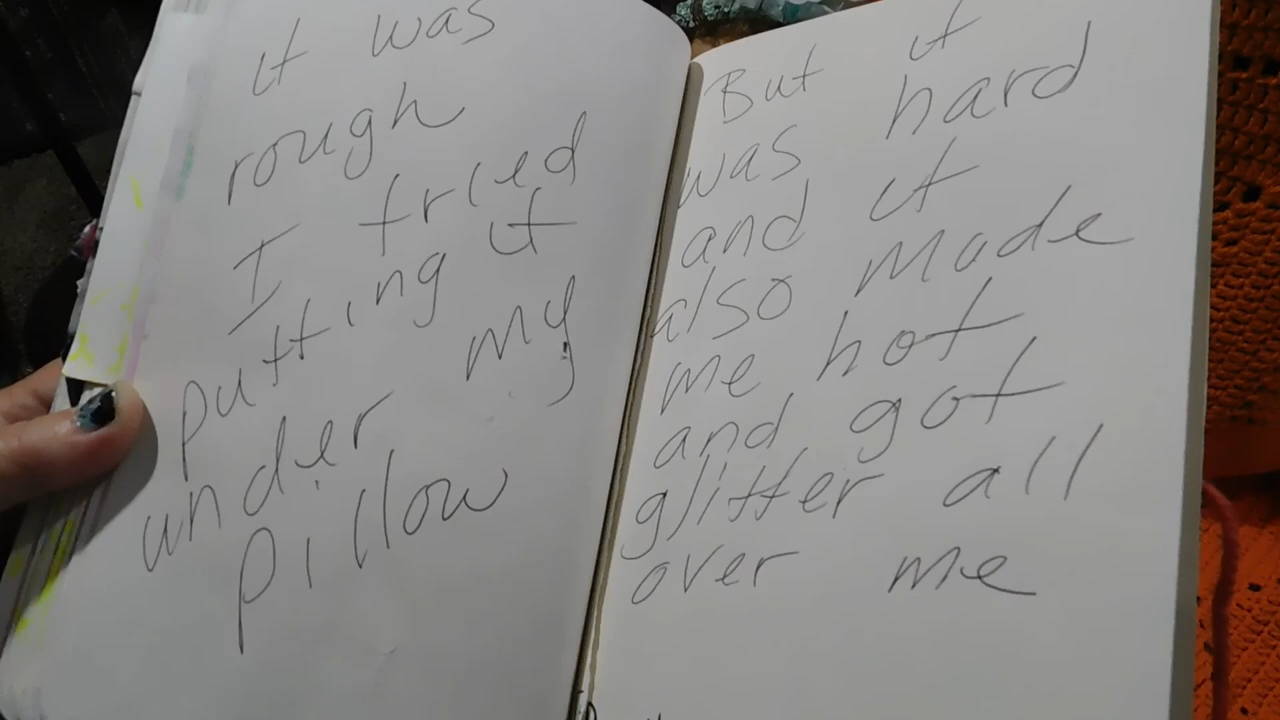 it was
rough
I tried
putting it
under my
pillow
But it
was hard
and it
also made
me hot
and got
glitter all
over me